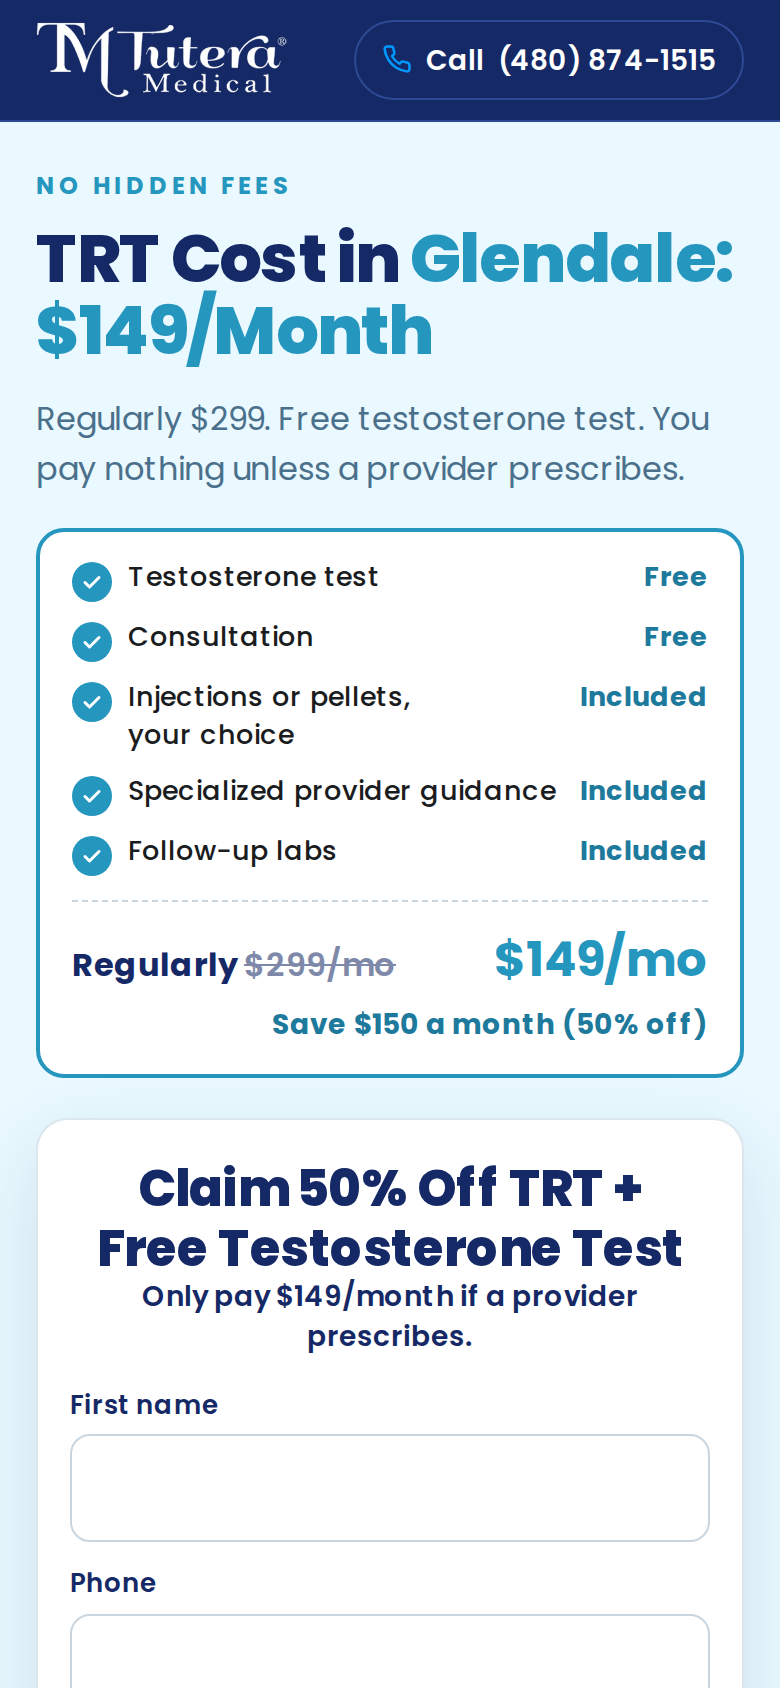 TM Tutera®
Medical
Call (480) 874-1515
NO HIDDEN FEES
TRT Cost in Glendale:
$149/Month
Regularly $299. Free testosterone test. You
pay nothing unless a provider prescribes.
Testosterone test Free
Consultation Free
Injections or pellets, Included
your choice
Specialized provider guidance Included
Follow-up labs Included
Regularly $299/mo $149/mo
Save $150 a month (50% off)
Claim 50% Off TRT +
Free Testosterone Test
Only pay $149/month if a provider
prescribes.
First name
Phone